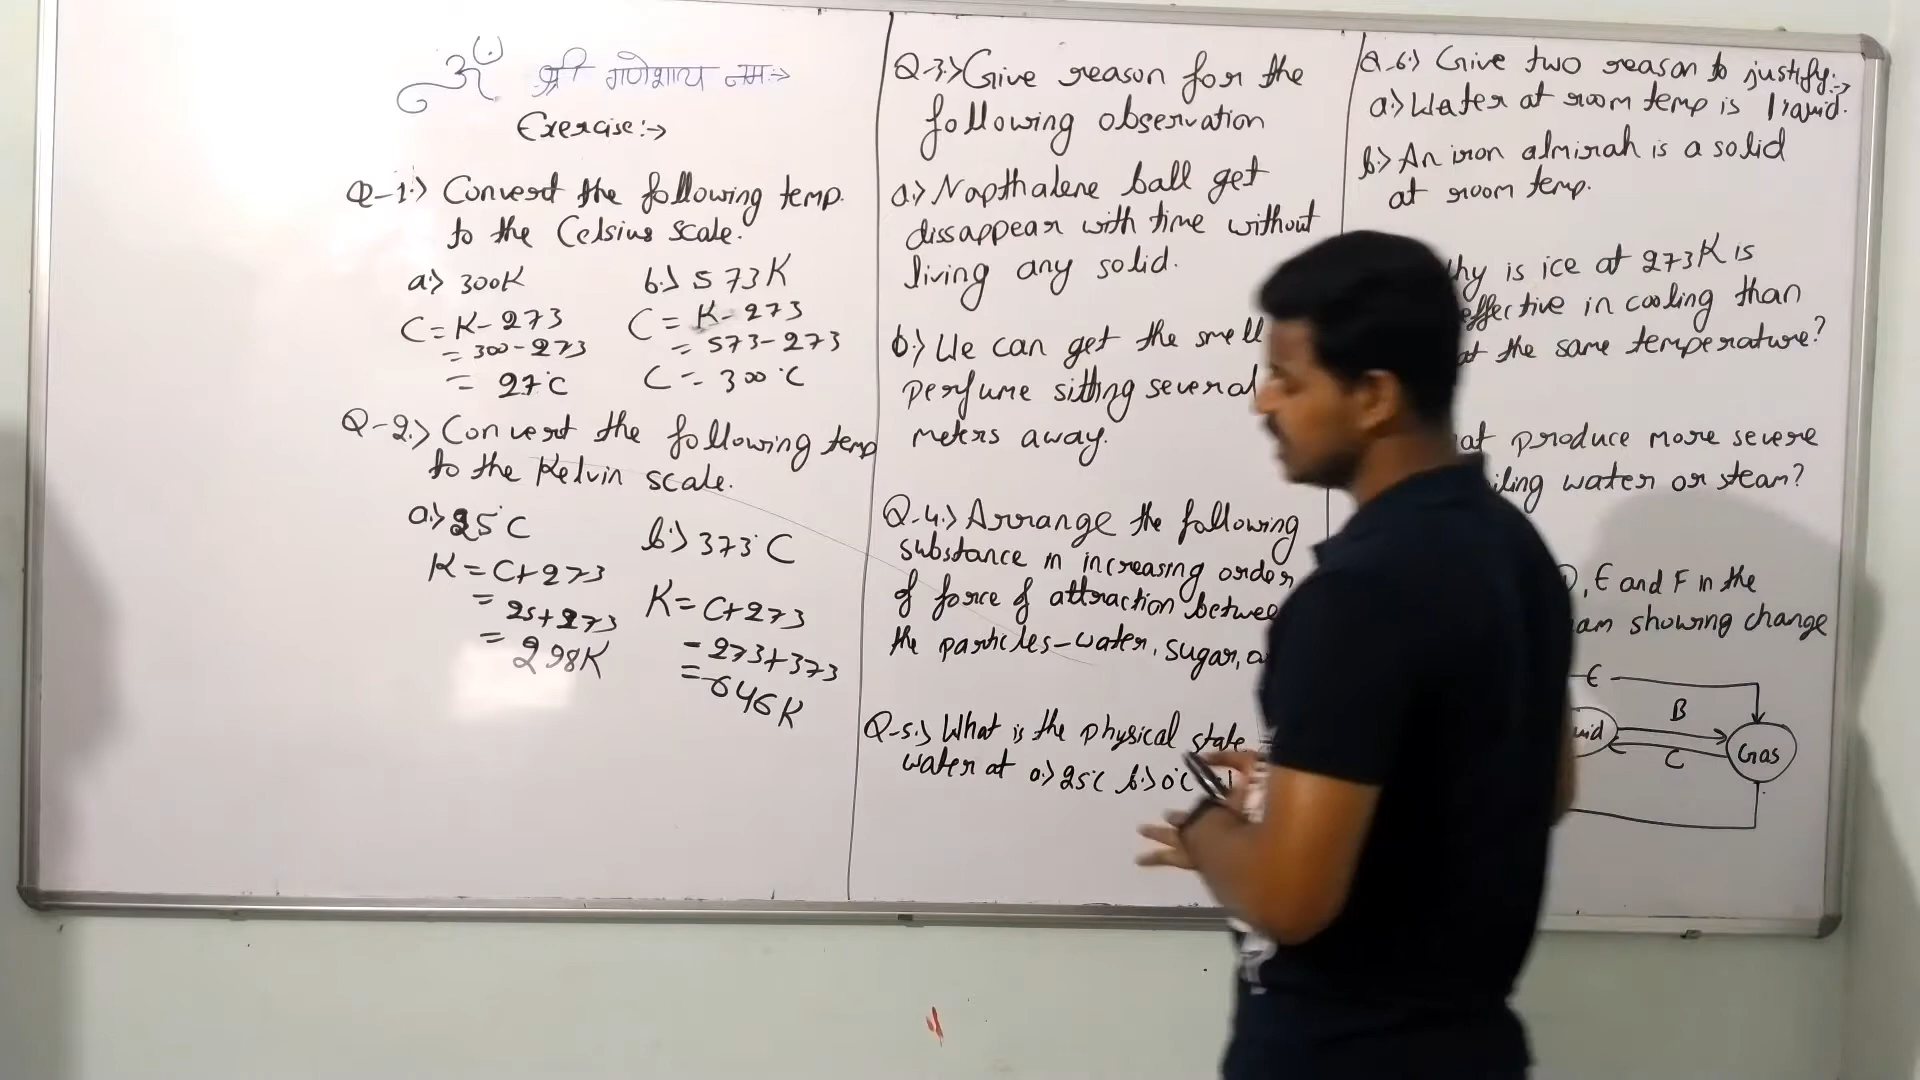 ॐ श्री गणेशाय नमः→
Exercise:→
Q-1.> Convert the following temp.
to the Celsius scale.
a.> 300K
C = K - 273
= 300 - 273
= 27°C
b.> 573K
C = K - 273
= 573 - 273
C = 300°C
Q-2.> Convert the following temp
to the Kelvin scale.
a.> 25°C
K = C + 273
= 25 + 273
= 298K
b.> 373°C
K = C + 273
= 273 + 373
= 646K
Q-3.> Give reason for the
following observation
a.> Napthalene ball get
dissappear with time without
living any solid.
b.> We can get the smell
perfume sitting several
meters away.
Q-4.> Arrange the following
substance in increasing order
of force of attraction
the particles - water, sugar,
Q-5.> What is the physical state
water at a.> 25°C b.> 0°C
Q-6.> Give two reason to justify:→
a.> Water at room temp is liquid.
b.> An iron almirah is a solid
at room temp.
is ice at 273K is
effective in cooling than
at the same temperature?
produce more severe
water or steam?
, E and F in the
showing change
E
B
C
Gas